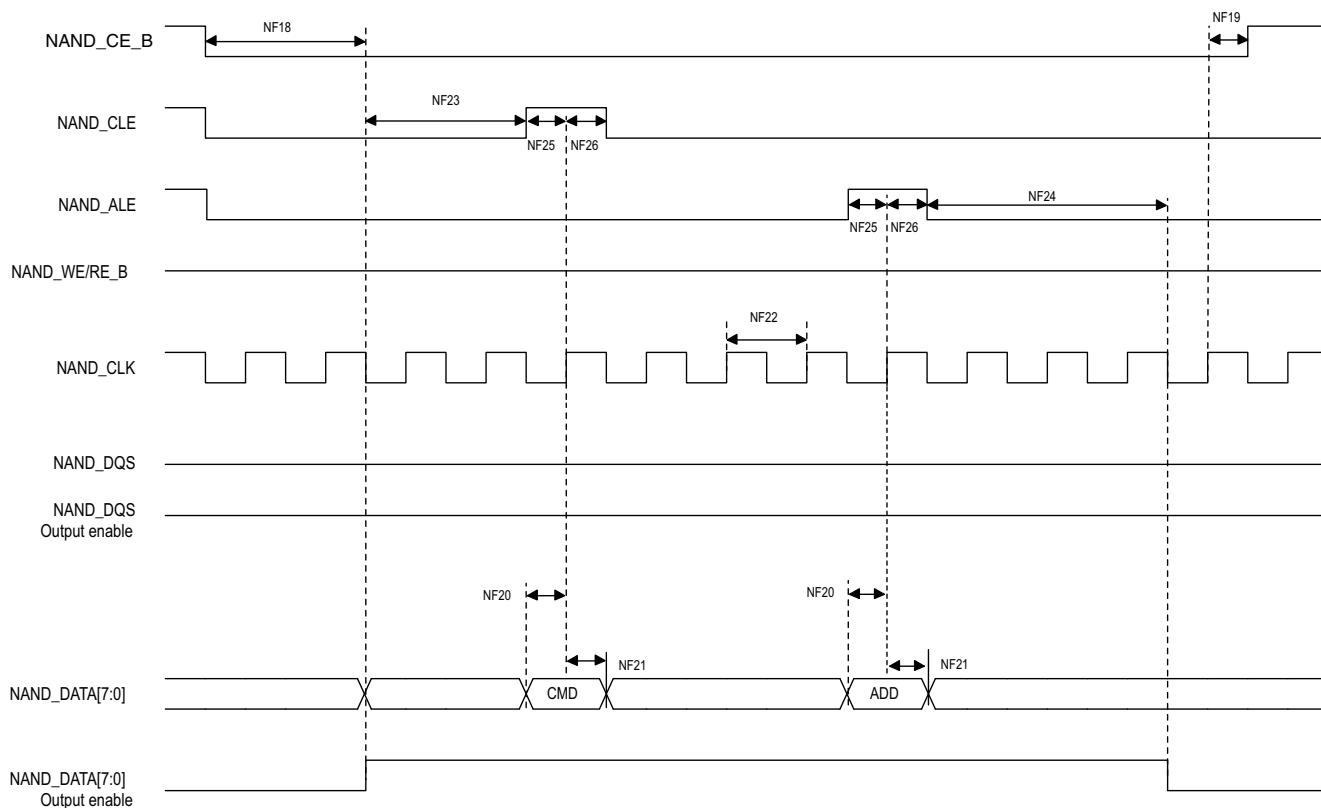 NF18
NF19
NAND_CE_B
NF23
NAND_CLE
NF25
NF26
NAND_ALE
NF24
NF25
NF26
NAND_WE/RE_B
NF22
NAND_CLK
NAND_DQS
NAND_DQS
Output enable
NF20
NF20
NF21
NF21
NAND_DATA[7:0]
CMD
ADD
NAND_DATA[7:0]
Output enable